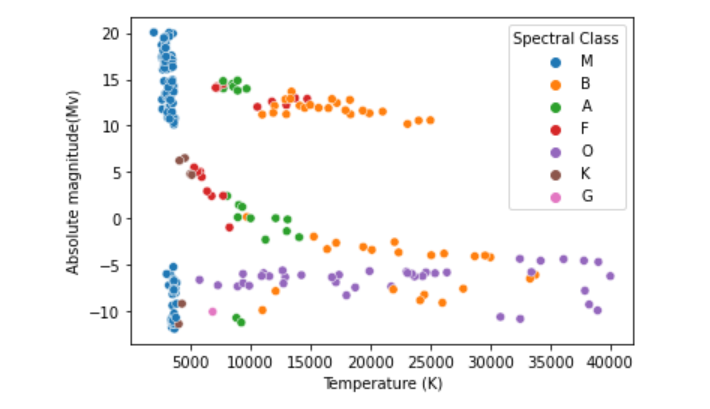 Spectral Class
M
B
A
F
O
K
G
Absolute magnitude(Mv)
20
15
10
5
0
−5
−10
5000 10000 15000 20000 25000 30000 35000 40000
Temperature (K)